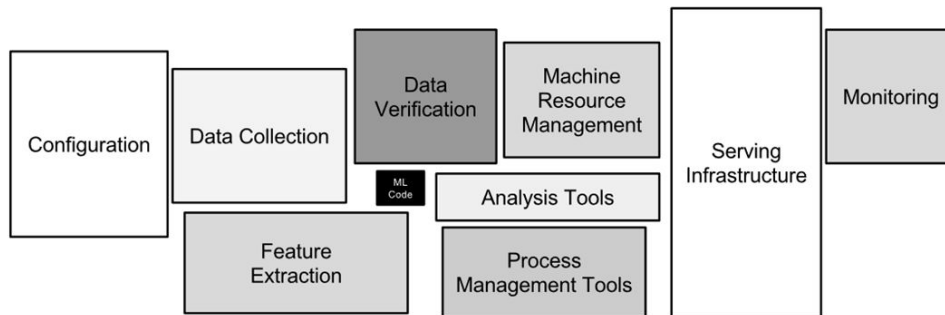 Configuration
Data Collection
Data
Verification
Machine
Resource
Management
Serving
Infrastructure
Monitoring
ML
Code
Analysis Tools
Feature
Extraction
Process
Management Tools